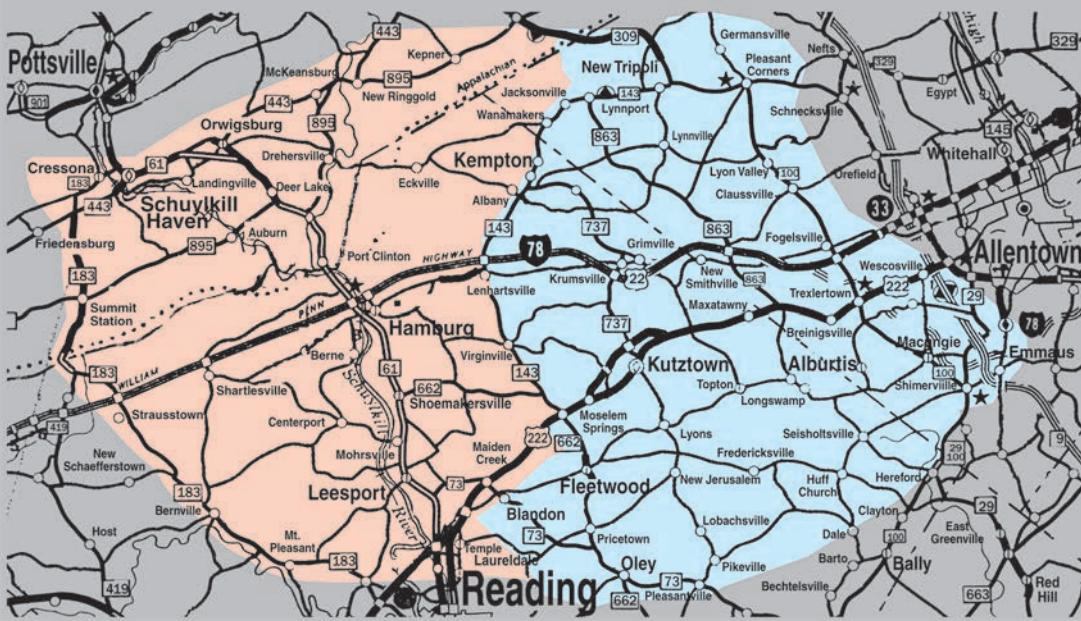 309
443
Germansville
Nefts
329
Kepner
Pottsville
New Tripoli
Pleasant
Corners
McKeansburg
895
Appalachian
329
901
New Ringgold
Jacksonville
143
Egypt
443
Lynnport
Schnecksville
Wanamakers
895
Orwigsburg
863
145
Lynnville
Drehersville
Kempton
Whitehall
61
Cressona
Lyon Valley
100
Orefield
183
Landingville
Eckville
Deer Lake
Claussville
Schuylkill
Haven
Albany
443
33
143
737
863
Auburn
Grimville
Fogelsville
Friedensburg
895
78
Allentown
HIGHWAY
Port Clinton
Wescosville
183
Krumsville
22
New
Smithville
863
222
Lenhartsville
Trexlertown
29
Summit
Station
PENN
Maxatawny
Hamburg
737
Breinigsville
78
Macungie
Berne
Virginville
Kutztown
Alburtis
Emmaus
183
WILLIAM
61
143
100
Shartlesville
662
Topton
Shimerville
Schuylkill
Shoemakersville
Longswamp
Strausstown
Moselem
Springs
419
Centerport
222
662
Lyons
Seisholtsville
9
Maiden
Creek
New
Schaefferstown
Mohrsville
Fredericksville
29
100
73
Huff
Church
Hereford
183
Leesport
Fleetwood
New Jerusalem
Bernville
Blandon
Clayton
29
River
Host
73
Lobachsville
East
Greenville
Mt.
Pleasant
Pricetown
Dale
100
Temple
183
Laureldale
Oley
Pikeville
Barto
Bally
419
Reading
73
Bechtelsville
Red
Hill
662
Pleasantville
663